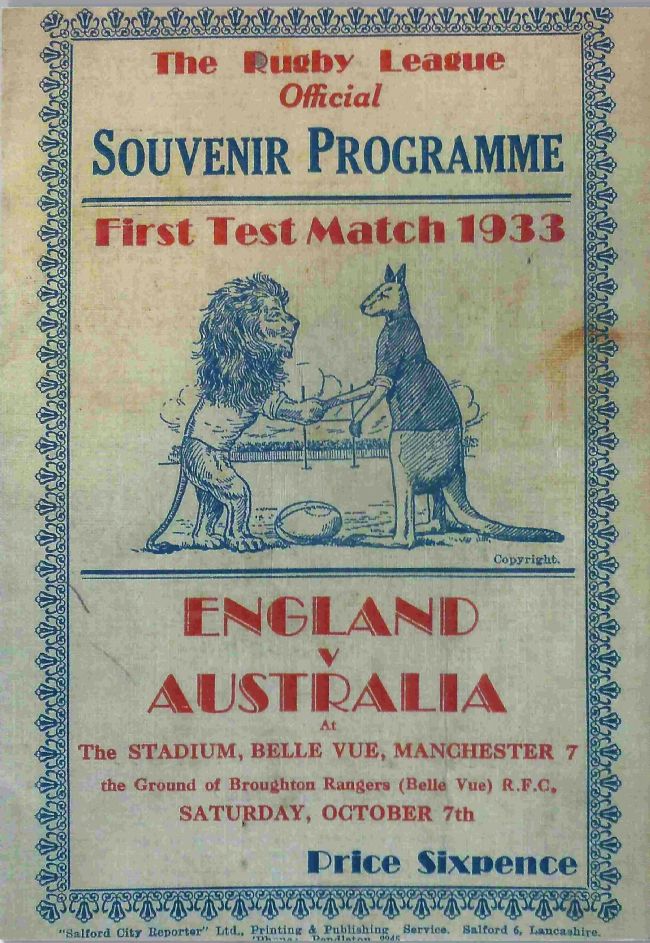 The Rugby League
Official
SOUVENIR PROGRAMME
First Test Match 1933
Copyright.
ENGLAND
v
AUSTRALIA
At
The STADIUM, BELLE VUE, MANCHESTER 7
the Ground of Broughton Rangers (Belle Vue) R.F.C.
SATURDAY, OCTOBER 7th
Price Sixpence
"Salford City Reporter" Ltd., Printing & Publishing Service. Salford 6, Lancashire.
'Phone: Pendleton